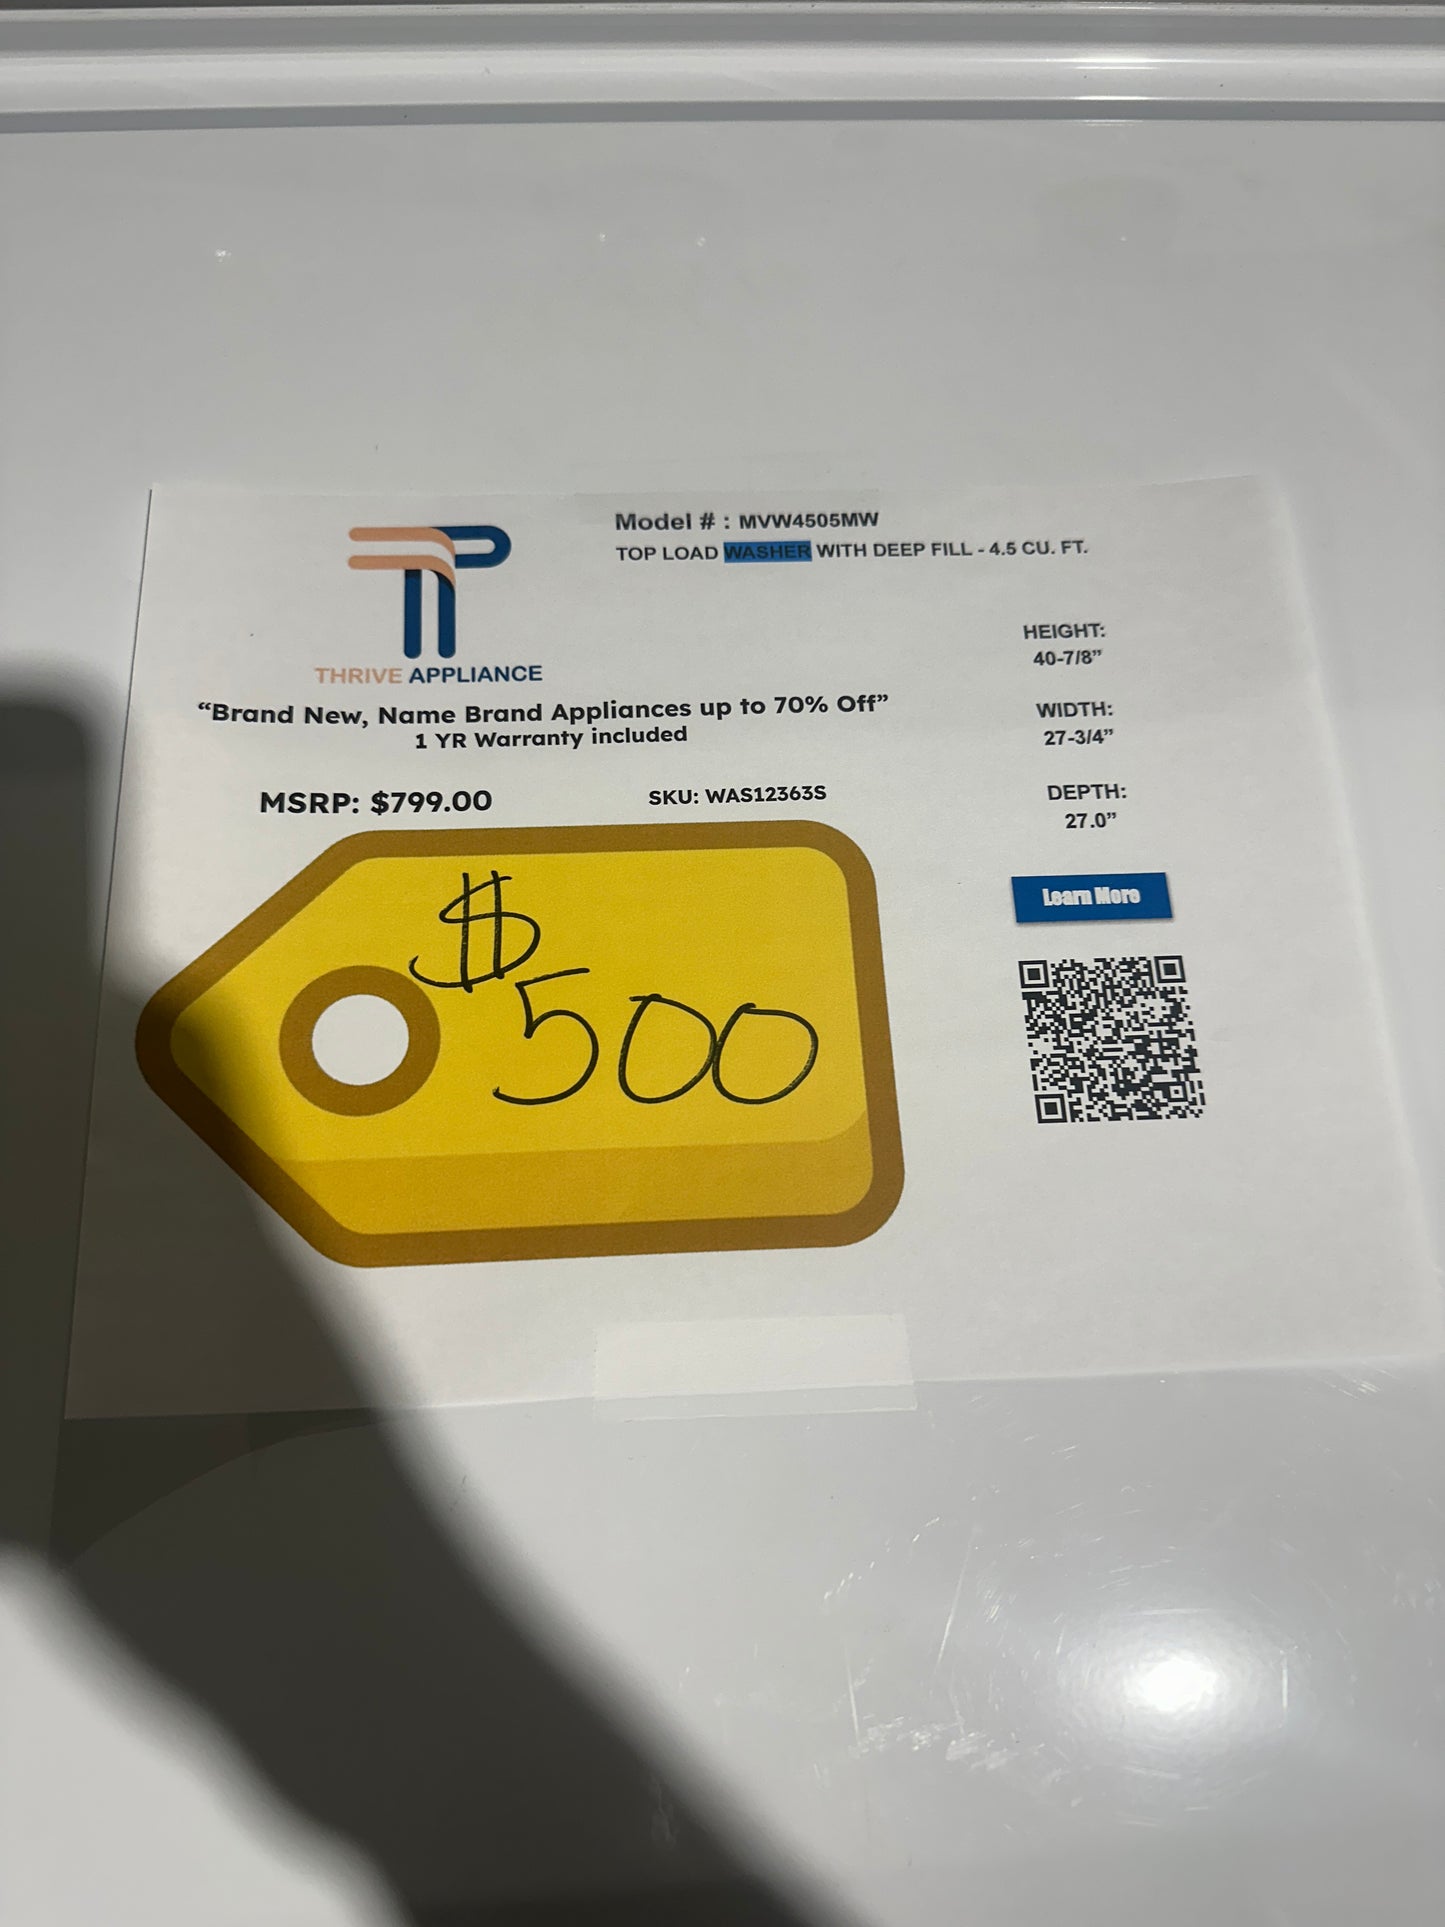 Model # : MVW4505MW
TOP LOAD WASHER WITH DEEP FILL - 4.5 CU. FT.
THRIVE APPLIANCE
“Brand New, Name Brand Appliances up to 70% Off”
1 YR Warranty included
MSRP: $799.00
SKU: WAS12363S
$
500
HEIGHT:
40-7/8”
WIDTH:
27-3/4”
DEPTH:
27.0”
Learn More